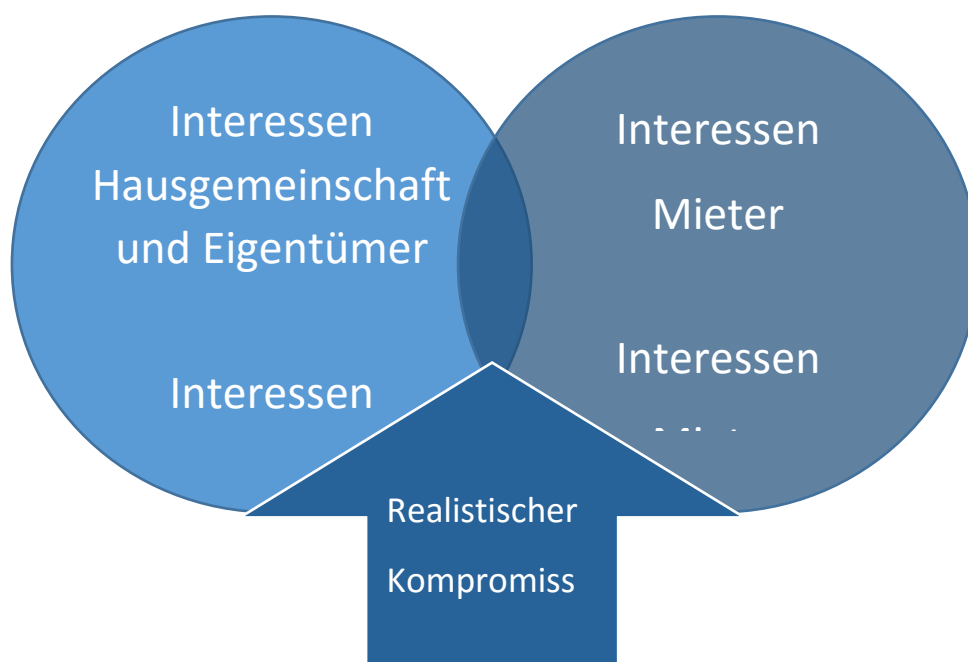 Interessen
Hausgemeinschaft
und Eigentümer
Interessen
Interessen
Mieter
Interessen
Realistischer
Kompromiss